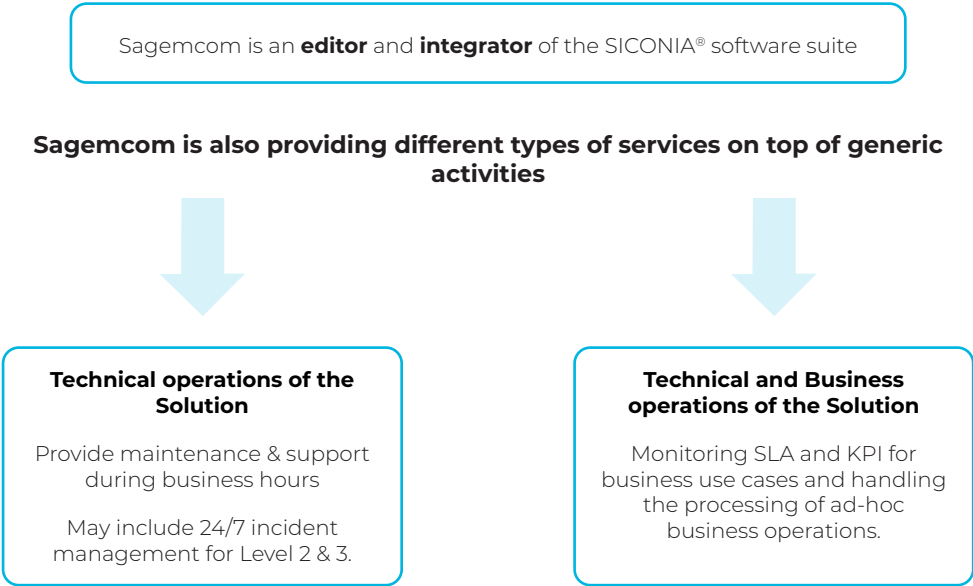 Sagemcom is an editor and integrator of the SICONIA® software suite
Sagemcom is also providing different types of services on top of generic
activities
Technical operations of the
Solution
Provide maintenance & support
during business hours
May include 24/7 incident
management for Level 2 & 3.
Technical and Business
operations of the Solution
Monitoring SLA and KPI for
business use cases and handling
the processing of ad-hoc
business operations.